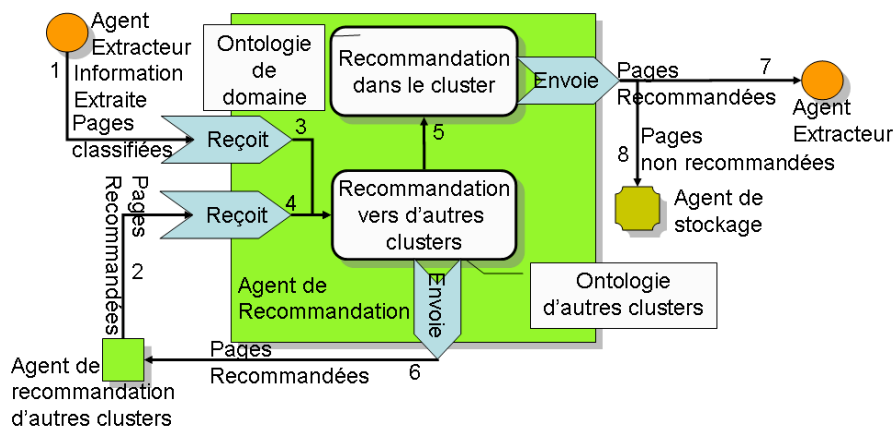 Agent
Extracteur
Information
Extraite
1
Pages
classifiées
Ontologie
de
domaine
Recommandation
dans le cluster
Envoie
Pages
Recommandées
7
Agent
Extracteur
Reçoit
3
5
8
Pages
non recommandées
Pages
Recommandées
2
Reçoit
4
Recommandation
vers d'autres
clusters
Agent de
stockage
Agent de
Recommandation
Envoie
Ontologie
d'autres clusters
Pages
Recommandées
6
Agent de
recommandation
d'autres clusters